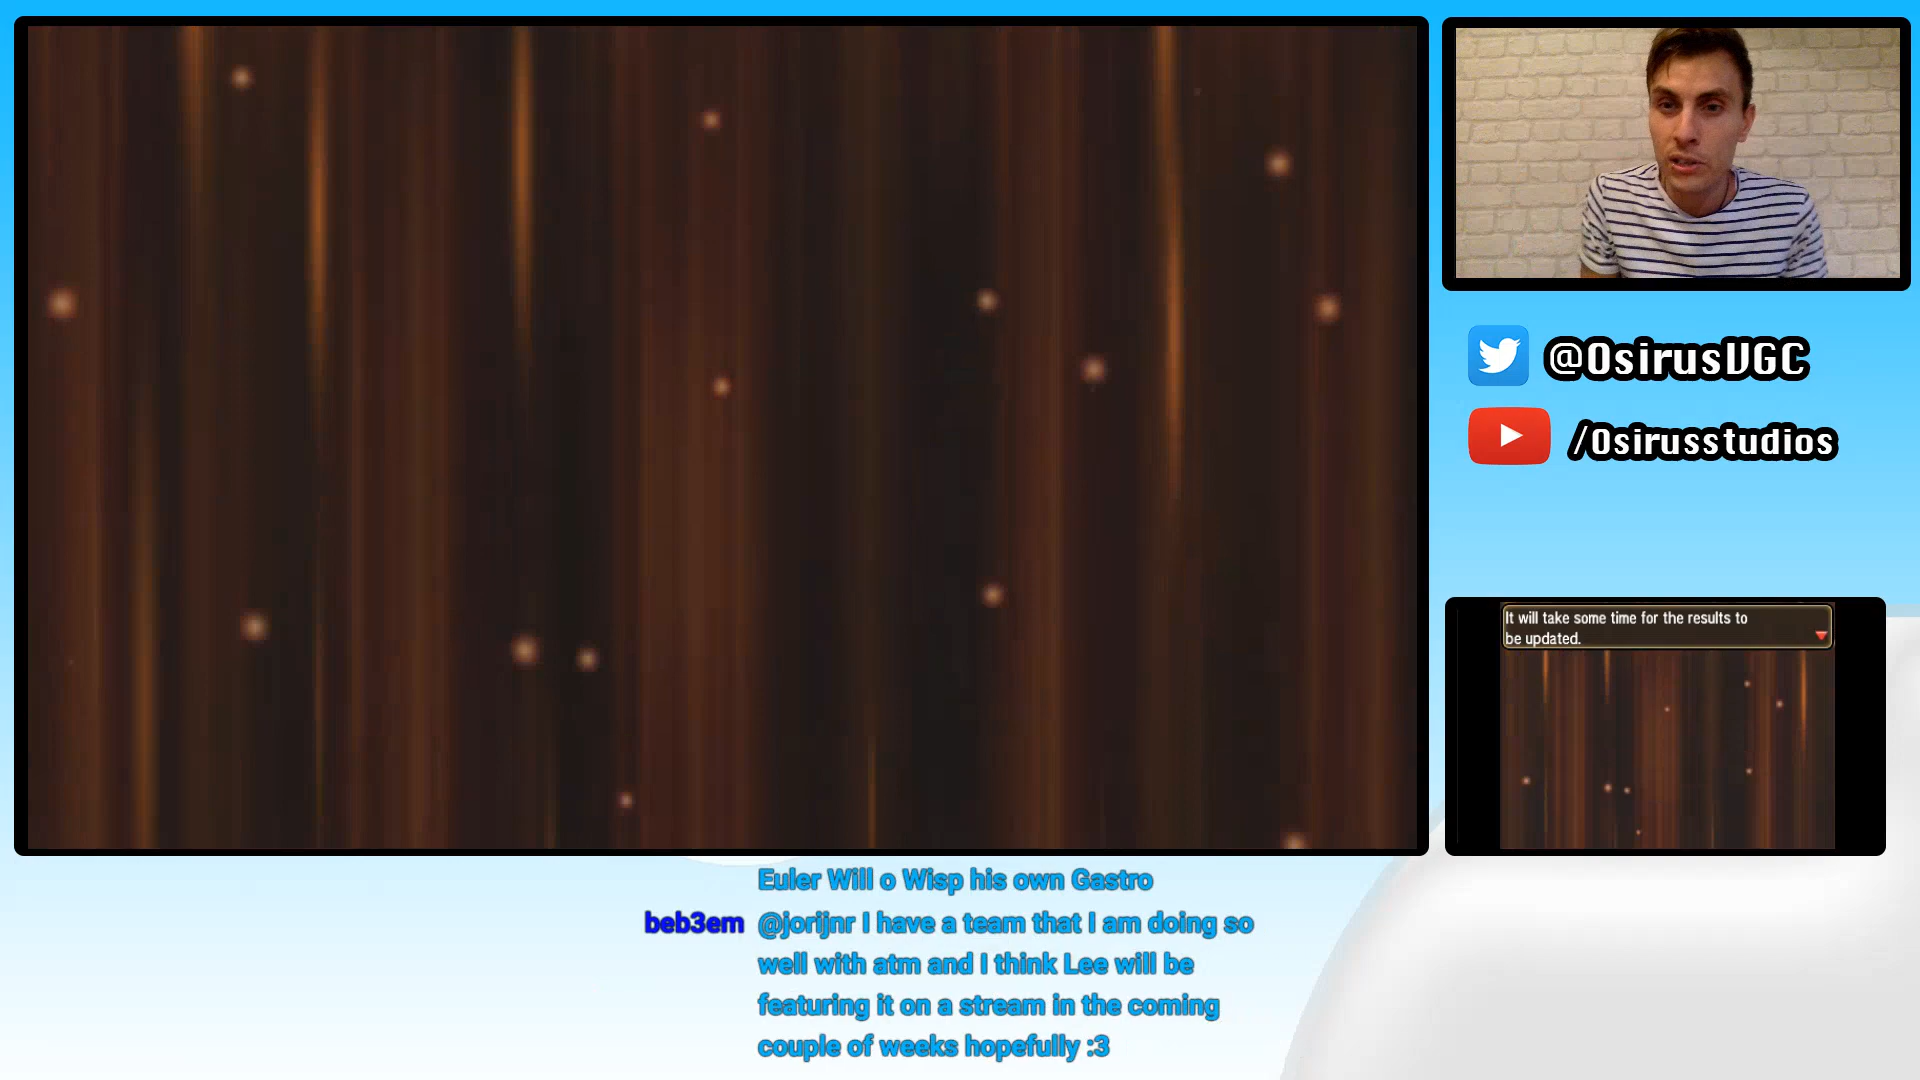 @OsirusVGC
/Osirusstudios
It will take some time for the results to
be updated.
Euler Will o Wisp his own Gastro
beb3em @jorijnr I have a team that I am doing so
well with atm and I think Lee will be
featuring it on a stream in the coming
couple of weeks hopefully :3